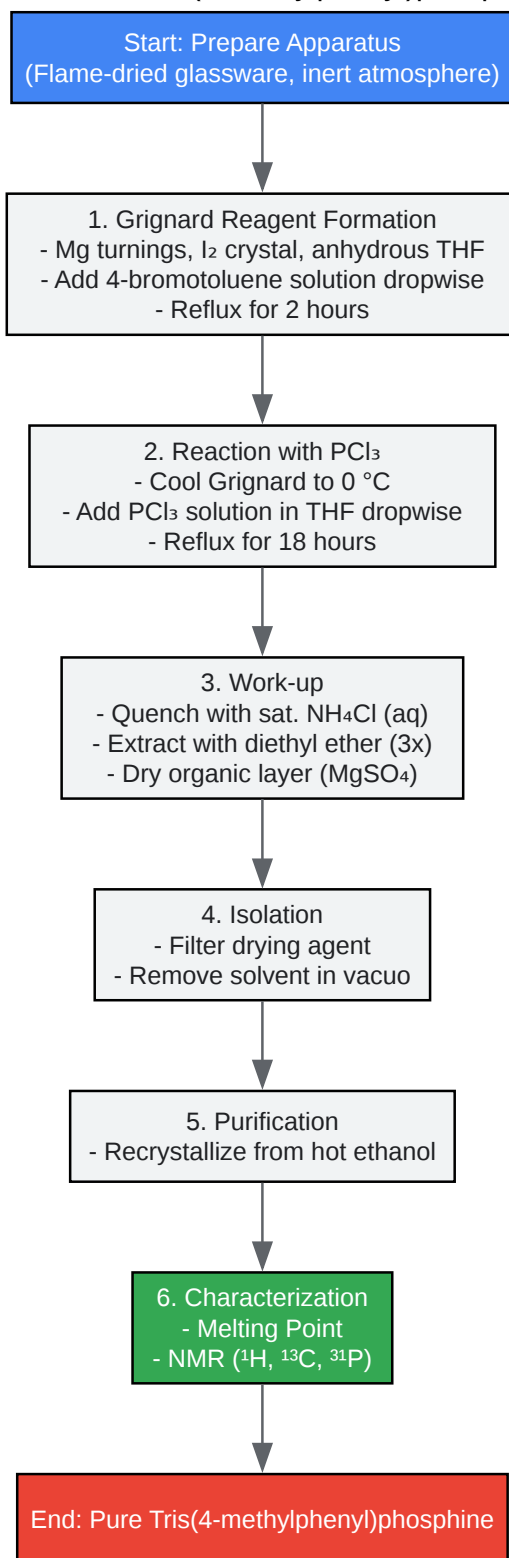 Start: Prepare Apparatus
(Flame-dried glassware, inert atmosphere)
1. Grignard Reagent Formation
- Mg turnings, I₂ crystal, anhydrous THF
- Add 4-bromotoluene solution dropwise
- Reflux for 2 hours
2. Reaction with PCl₃
- Cool Grignard to 0 °C
- Add PCl₃ solution in THF dropwise
- Reflux for 18 hours
3. Work-up
- Quench with sat. NH₄Cl (aq)
- Extract with diethyl ether (3x)
- Dry organic layer (MgSO₄)
4. Isolation
- Filter drying agent
- Remove solvent in vacuo
5. Purification
- Recrystallize from hot ethanol
6. Characterization
- Melting Point
- NMR (¹H, ¹³C, ³¹P)
End: Pure Tris(4-methylphenyl)phosphine